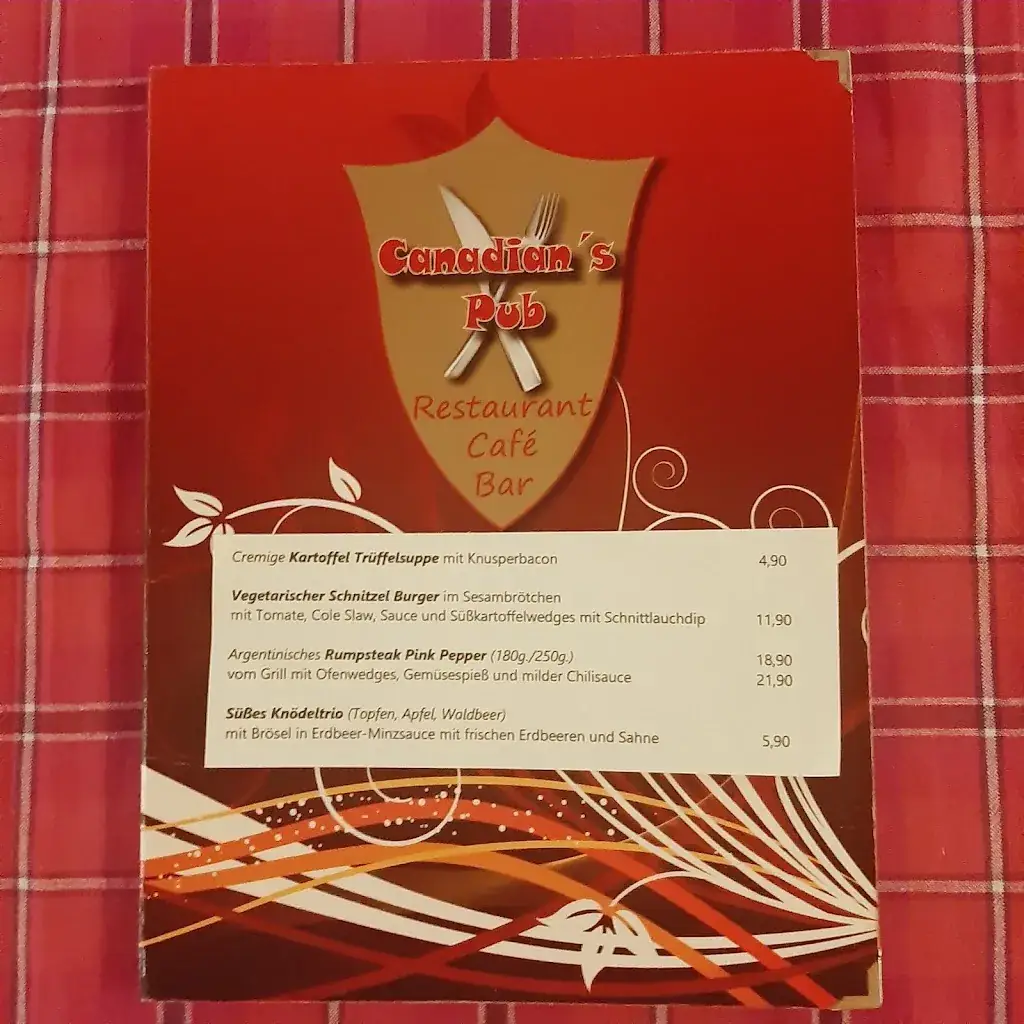 Canadian´s
Pub
Restaurant
Café
Bar
Cremige Kartoffel Trüffelsuppe mit Knusperbacon 4,90
Vegetarischer Schnitzel Burger im Sesambrötchen
mit Tomate, Cole Slaw, Sauce und Süßkartoffelwedges mit Schnittlauchdip 11,90
Argentinisches Rumpsteak Pink Pepper (180g./250g.) 18,90
vom Grill mit Ofenwedges, Gemüsespieß und milder Chilisauce 21,90
Süßes Knödeltrio (Topfen, Apfel, Waldbeer)
mit Brösel in Erdbeer-Minzsauce mit frischen Erdbeeren und Sahne 5,90